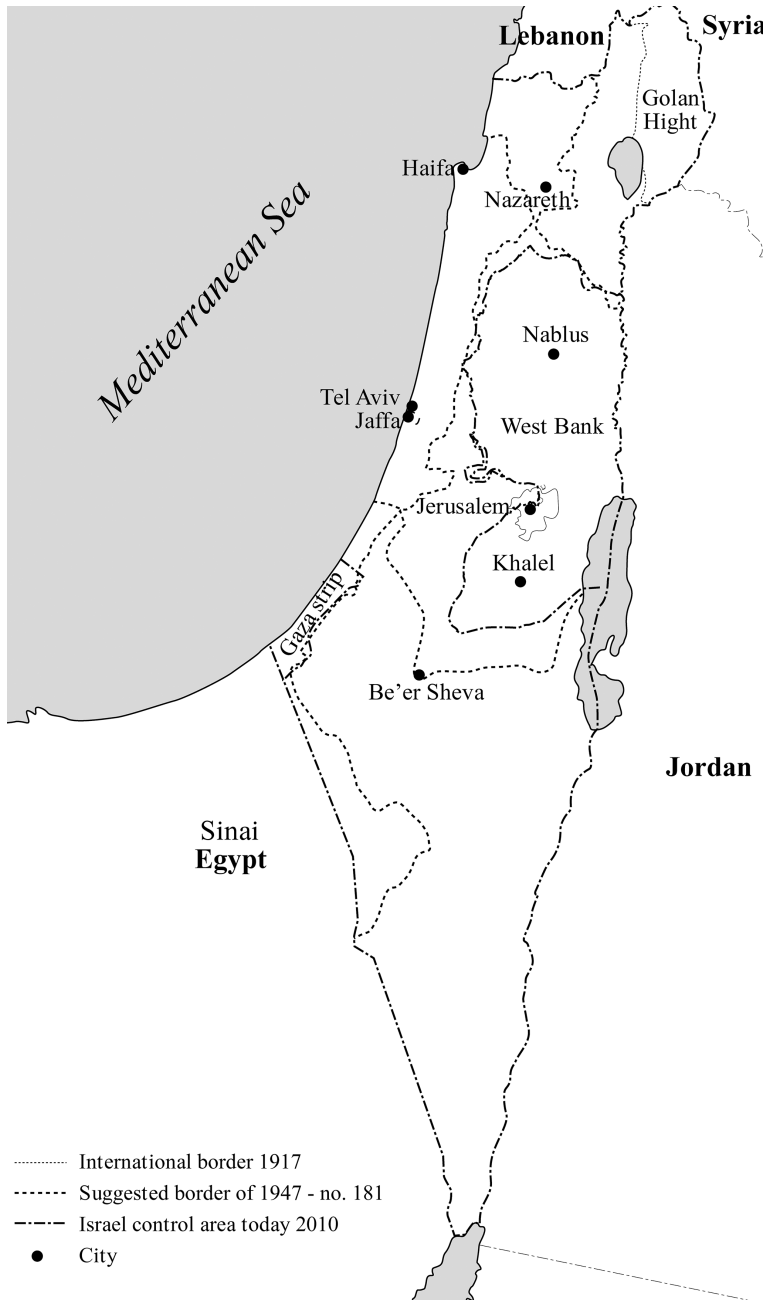 Lebanon
Syria
Golan
Hight
Haifa
Nazareth
Mediterranean Sea
Nablus
Tel Aviv
Jaffa
West Bank
Jerusalem
Khalel
Gaza strip
Be’er Sheva
Jordan
Sinai
Egypt
International border 1917
Suggested border of 1947 - no. 181
Israel control area today 2010
City